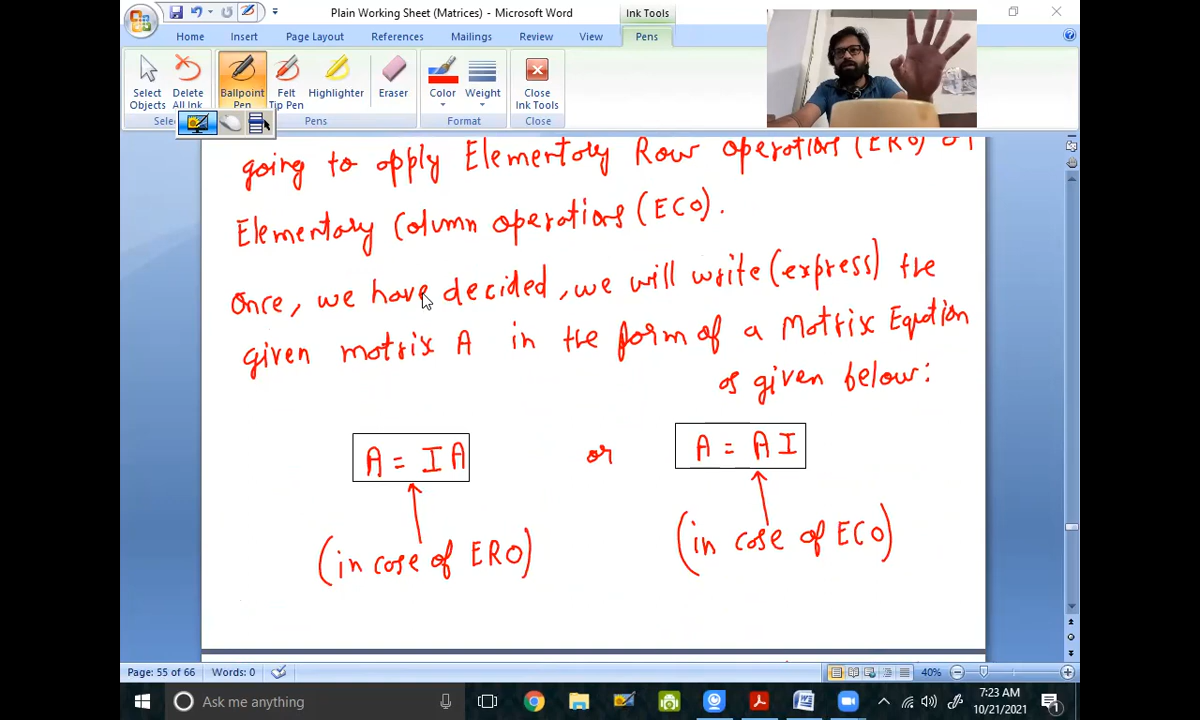 Plain Working Sheet (Matrices) - Microsoft Word
Ink Tools
Home Insert Page Layout References Mailings Review View Pens
Select Objects
Delete All Ink
Ballpoint Pen
Felt Tip Pen
Highlighter
Eraser
Color
Weight
Close Ink Tools
Pens
Format
Close
going to apply Elementary Row operations (ERO) or
Elementary Column operations (ECO).
Once, we have decided, we will write (express) the
given matrix A in the form of a Matrix Eqution
as given below:
A = IA or A = AI
(in case of ERO) (in case of ECO)
Page: 55 of 66 Words: 0 40%
Ask me anything
7:23 AM
10/21/2021